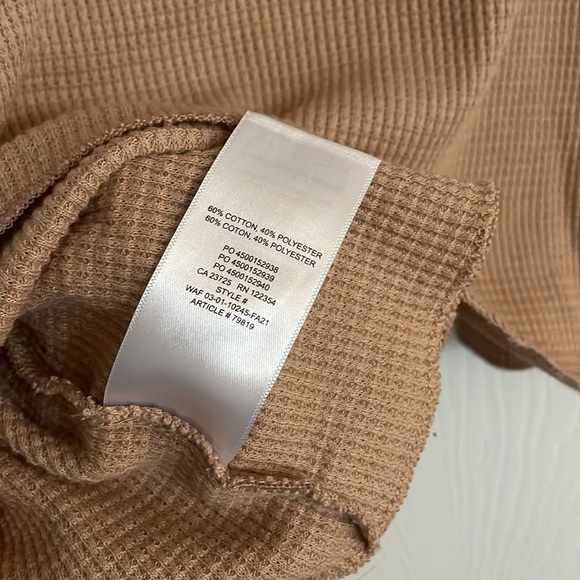 60% COTTON, 40% POLYESTER
60% COTON, 40% POLYESTER
PO 4500152938
PO 4500152939
PO 4500152940
CA 23725 RN 122354
STYLE #
WAF 03-01-10245-FA21
ARTICLE # 79819